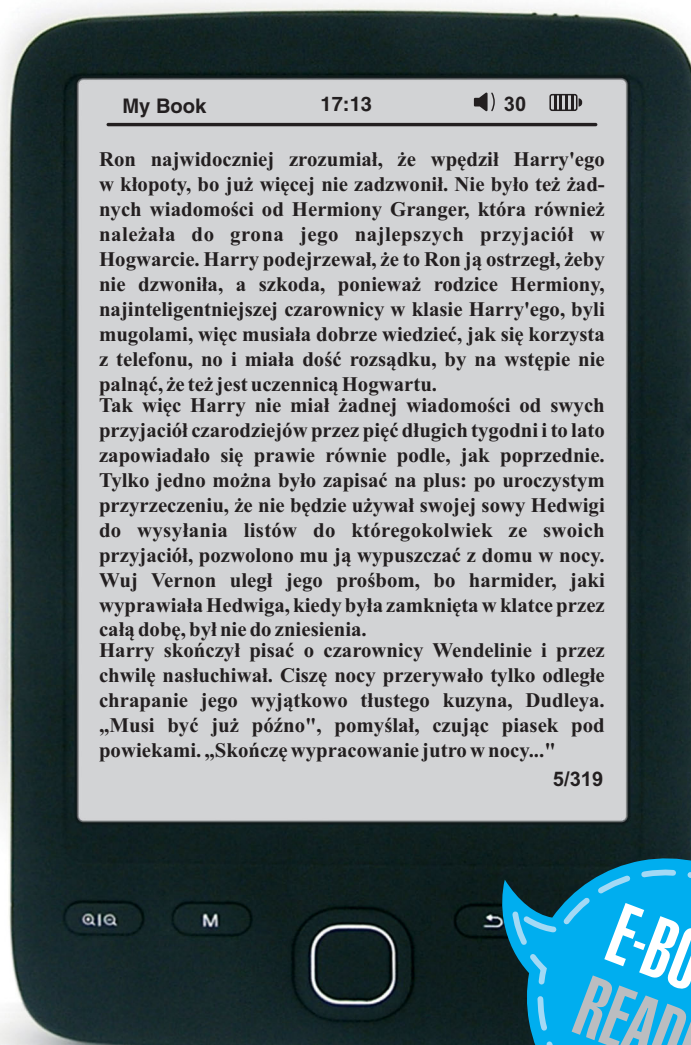 My Book 17:13 30
Ron najwidoczniej zrozumiał, że wpędził Harry'ego
w kłopoty, bo już więcej nie zadzwonił. Nie było też żad-
nych wiadomości od Hermiony Granger, która również
należała do grona jego najlepszych przyjaciół w
Hogwarcie. Harry podejrzewał, że to Ron ją ostrzegł, żeby
nie dzwoniła, a szkoda, ponieważ rodzice Hermiony,
najinteligentniejszej czarownicy w klasie Harry'ego, byli
mugolami, więc musiała dobrze wiedzieć, jak się korzysta
z telefonu, no i miała dość rozsądku, by na wstępie nie
palnąć, że też jest uczennicą Hogwartu.
Tak więc Harry nie miał żadnej wiadomości od swych
przyjaciół czarodziejów przez pięć długich tygodni i to lato
zapowiadało się prawie równie podle, jak poprzednie.
Tylko jedno można było zapisać na plus: po uroczystym
przyrzeczeniu, że nie będzie używał swojej sowy Hedwigi
do wysyłania listów do któregokolwiek ze swoich
przyjaciół, pozwolono mu ją wypuszczać z domu w nocy.
Wuj Vernon uległ jego prośbom, bo harmider, jaki
wyprawiała Hedwiga, kiedy była zamknięta w klatce przez
całą dobę, był nie do zniesienia.
Harry skończył pisać o czarownicy Wendelinie i przez
chwilę nasłuchiwał. Ciszę nocy przerywało tylko odległe
chrapanie jego wyjątkowo tłustego kuzyna, Dudleya.
„Musi być już późno", pomyślał, czując piasek pod
powiekami. „Skończę wypracowanie jutro w nocy..."
5/319
M